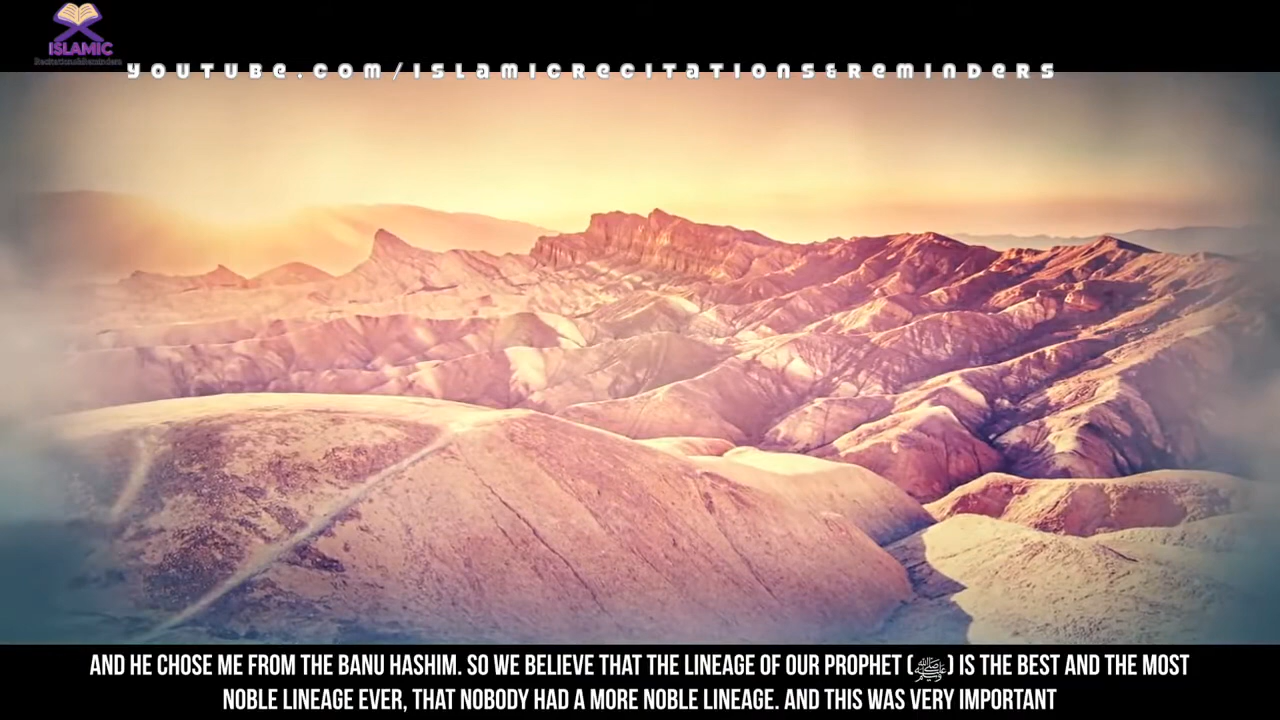 ISLAMIC
Recitations&Reminders
YOUTUBE.COM/ISLAMICRECITATIONS&REMINDERS
AND HE CHOSE ME FROM THE BANU HASHIM. SO WE BELIEVE THAT THE LINEAGE OF OUR PROPHET (ﷺ) IS THE BEST AND THE MOST
NOBLE LINEAGE EVER, THAT NOBODY HAD A MORE NOBLE LINEAGE. AND THIS WAS VERY IMPORTANT